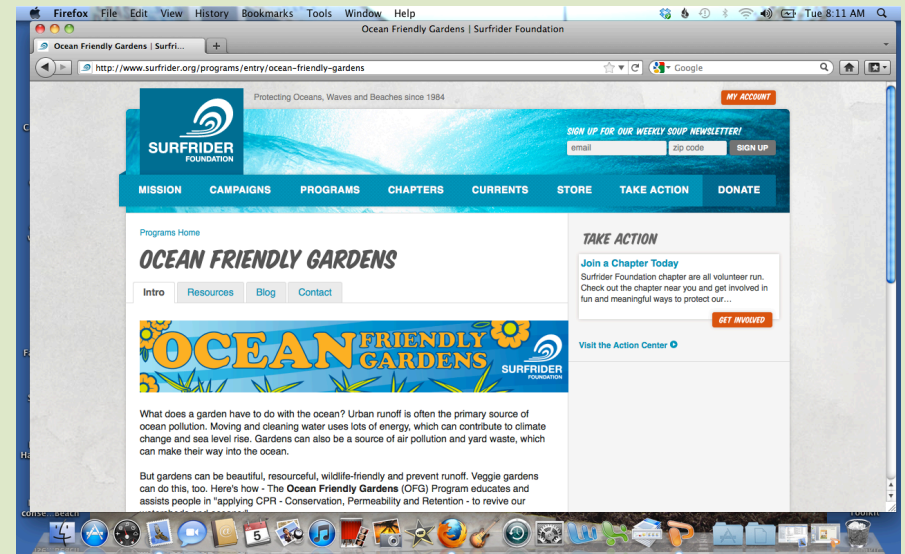 Firefox File Edit View History Bookmarks Tools Window Help Tue 8:11 AM
Ocean Friendly Gardens | Surfrider Foundation
Ocean Friendly Gardens | Surfri...
http://www.surfrider.org/programs/entry/ocean-friendly-gardens
Google
Protecting Oceans, Waves and Beaches since 1984
MY ACCOUNT
SURFRIDER
FOUNDATION
SIGN UP FOR OUR WEEKLY SOUP NEWSLETTER!
email zip code SIGN UP
MISSION CAMPAIGNS PROGRAMS CHAPTERS CURRENTS STORE TAKE ACTION DONATE
Programs Home
OCEAN FRIENDLY GARDENS
Intro Resources Blog Contact
OCEAN FRIENDLY
GARDENS
SURFRIDER
FOUNDATION
What does a garden have to do with the ocean? Urban runoff is often the primary source of
ocean pollution. Moving and cleaning water uses lots of energy, which can contribute to climate
change and sea level rise. Gardens can also be a source of air pollution and yard waste, which
can make their way into the ocean.
But gardens can be beautiful, resourceful, wildlife-friendly and prevent runoff. Veggie gardens
can do this, too. Here's how - The Ocean Friendly Gardens (OFG) Program educates and
assists people in "applying CPR - Conservation, Permeability and Retention - to revive our
TAKE ACTION
Join a Chapter Today
Surfrider Foundation chapter are all volunteer run.
Check out the chapter near you and get involved in
fun and meaningful ways to protect our...
GET INVOLVED
Visit the Action Center
5